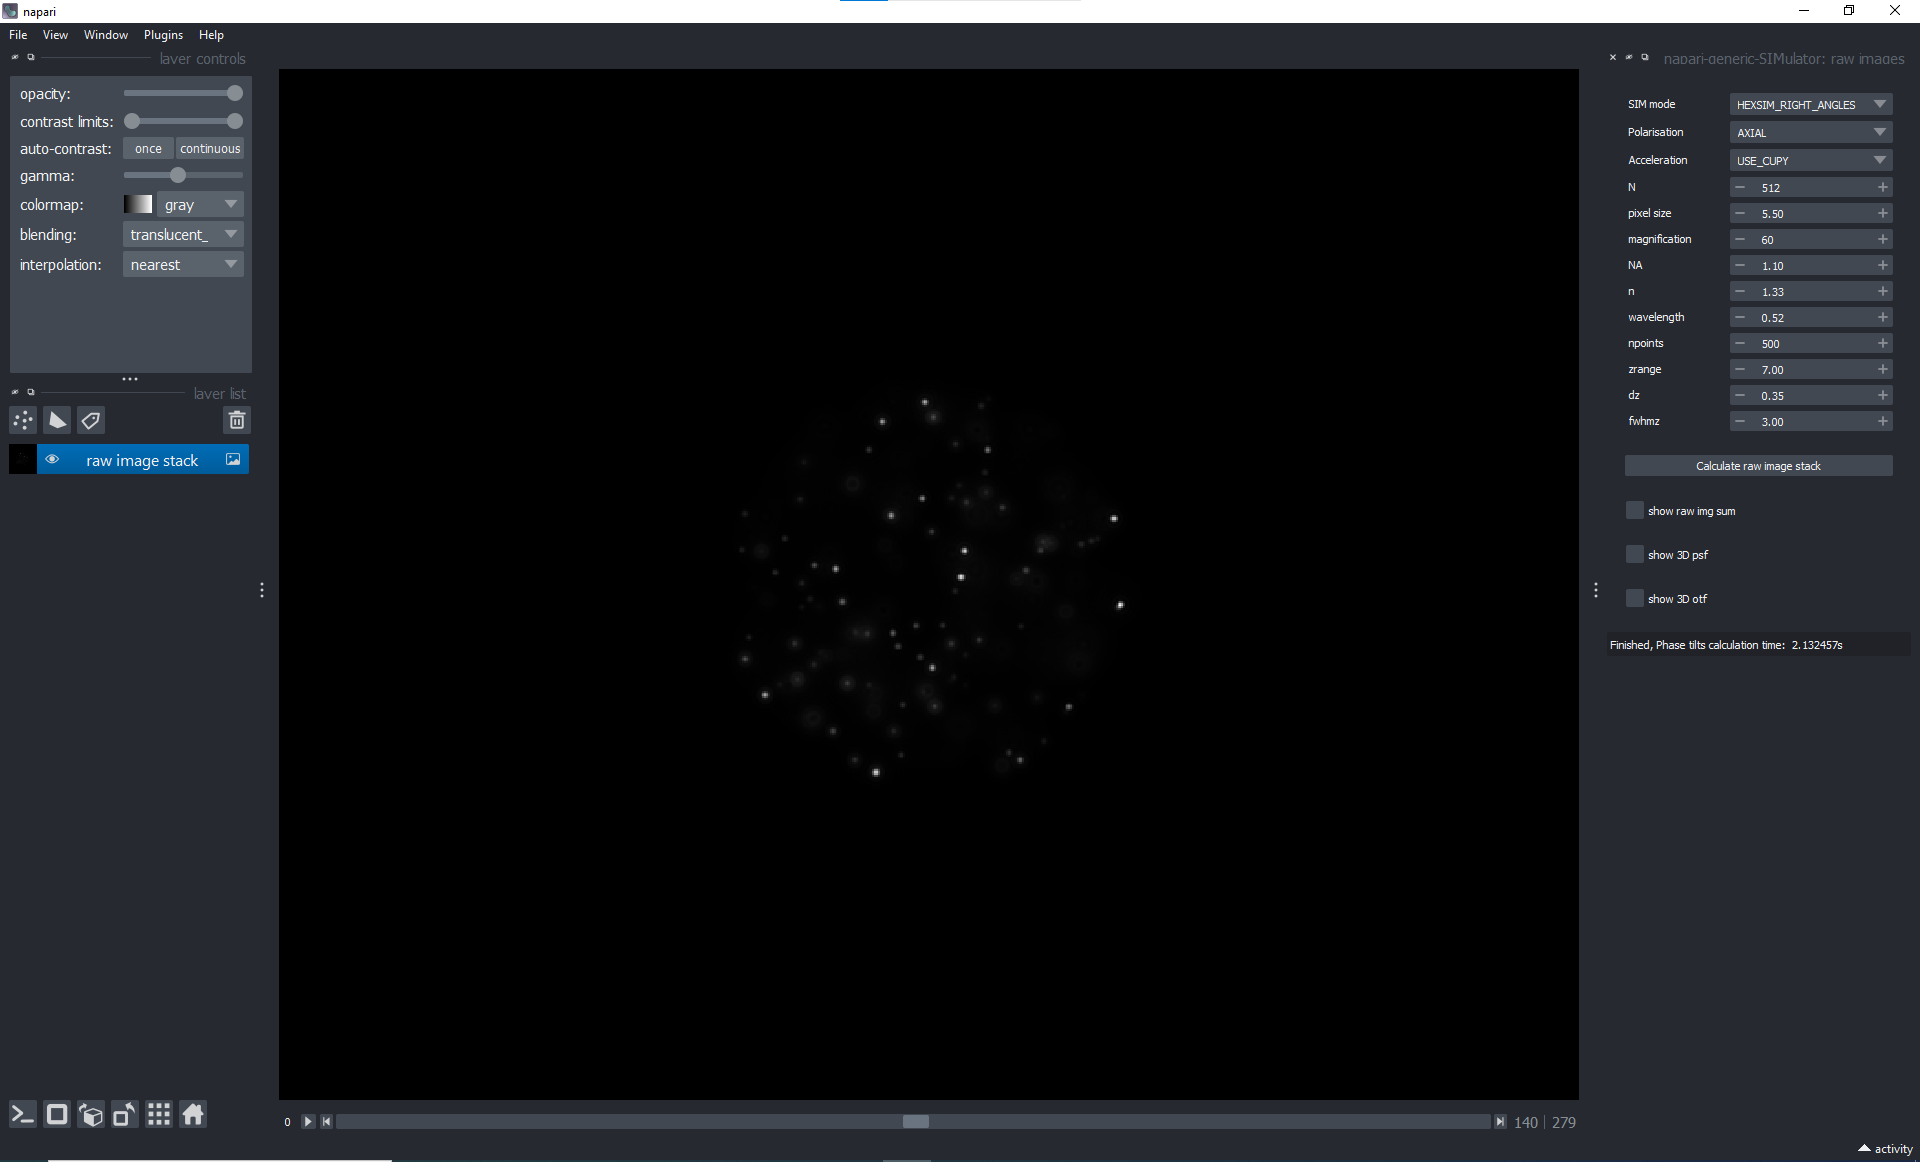 napari
File View Window Plugins Help
layer controls
opacity:
contrast limits:
auto-contrast: once continuous
gamma:
colormap: gray
blending: translucent_
interpolation: nearest
layer list
raw image stack
0 140 279
napari-generic-SIMulator: raw images
SIM mode HEXSIM_RIGHT_ANGLES
Polarisation AXIAL
Acceleration USE_CUPY
N 512
pixel size 5.50
magnification 60
NA 1.10
n 1.33
wavelength 0.52
npoints 500
zrange 7.00
dz 0.35
fwhmz 3.00
Calculate raw image stack
show raw img sum
show 3D psf
show 3D otf
Finished, Phase tilts calculation time: 2.132457s
activity